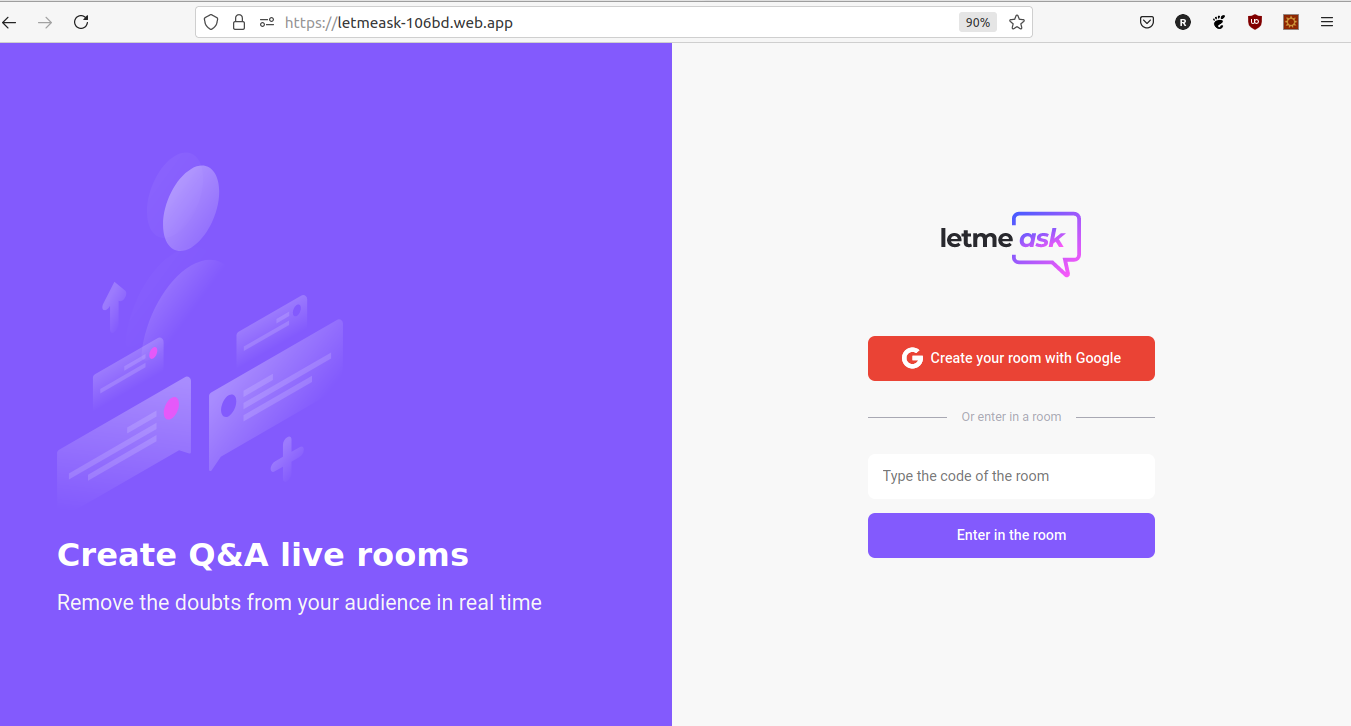 https://letmeask-106bd.web.app
90%
R
UD
letme ask
Create your room with Google
Or enter in a room
Type the code of the room
Enter in the room
Create Q&A live rooms
Remove the doubts from your audience in real time